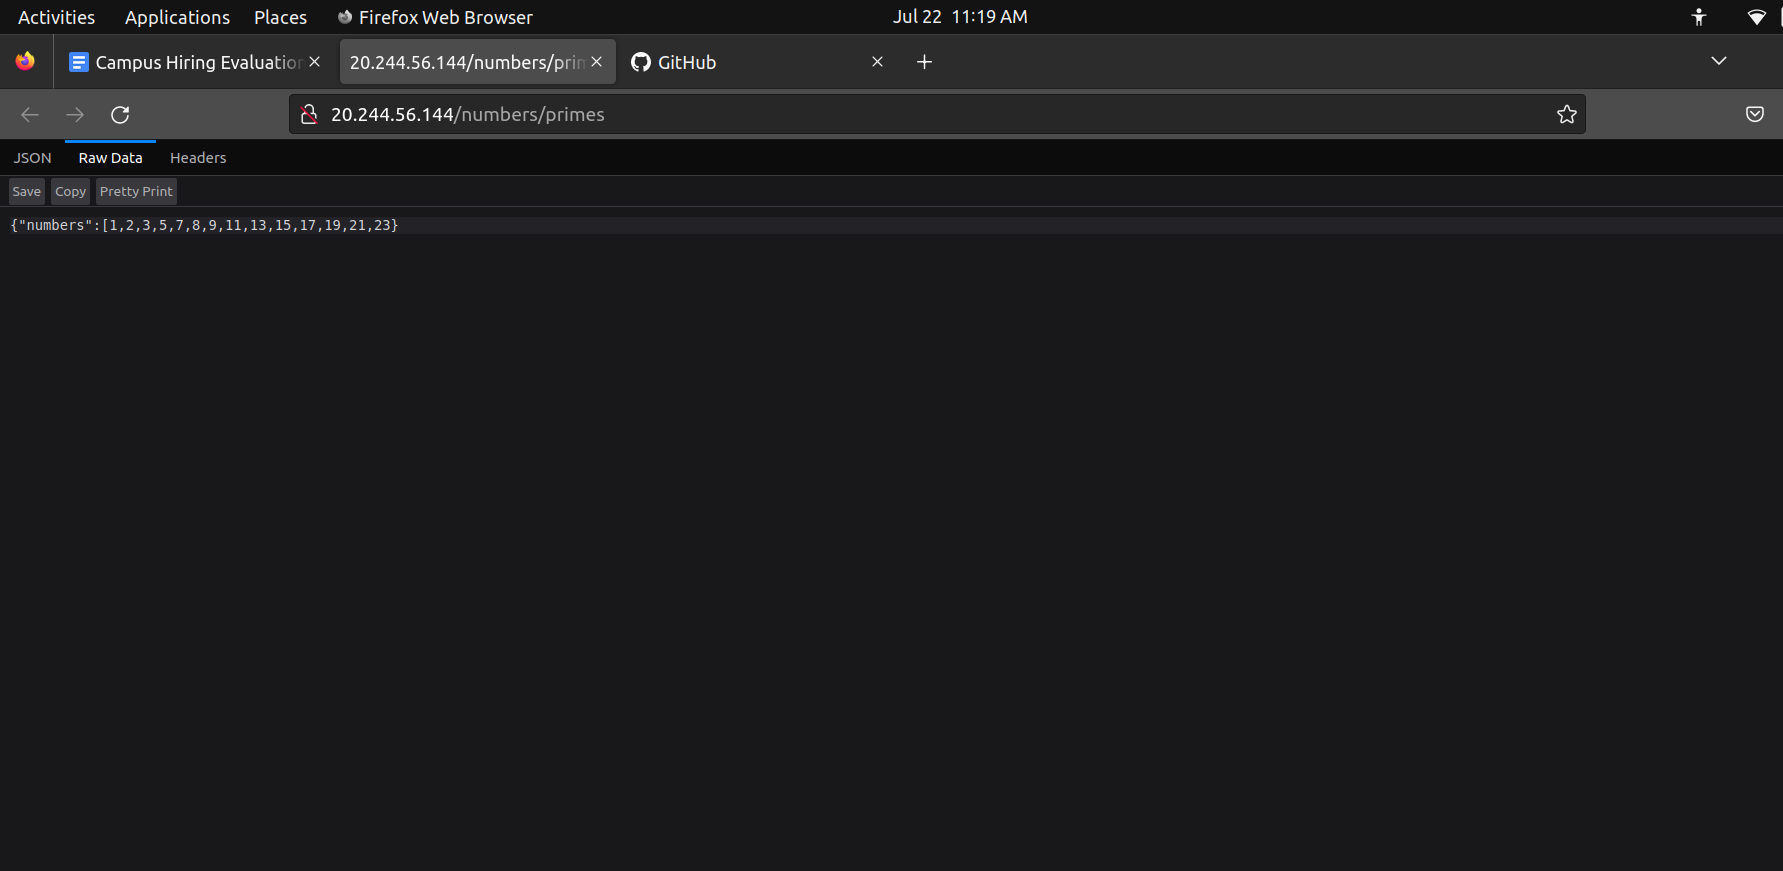 Activities Applications Places Firefox Web Browser Jul 22 11:19 AM
Campus Hiring Evaluation 20.244.56.144/numbers/prim GitHub
20.244.56.144/numbers/primes
JSON Raw Data Headers
Save Copy Pretty Print
{"numbers":[1,2,3,5,7,8,9,11,13,15,17,19,21,23}